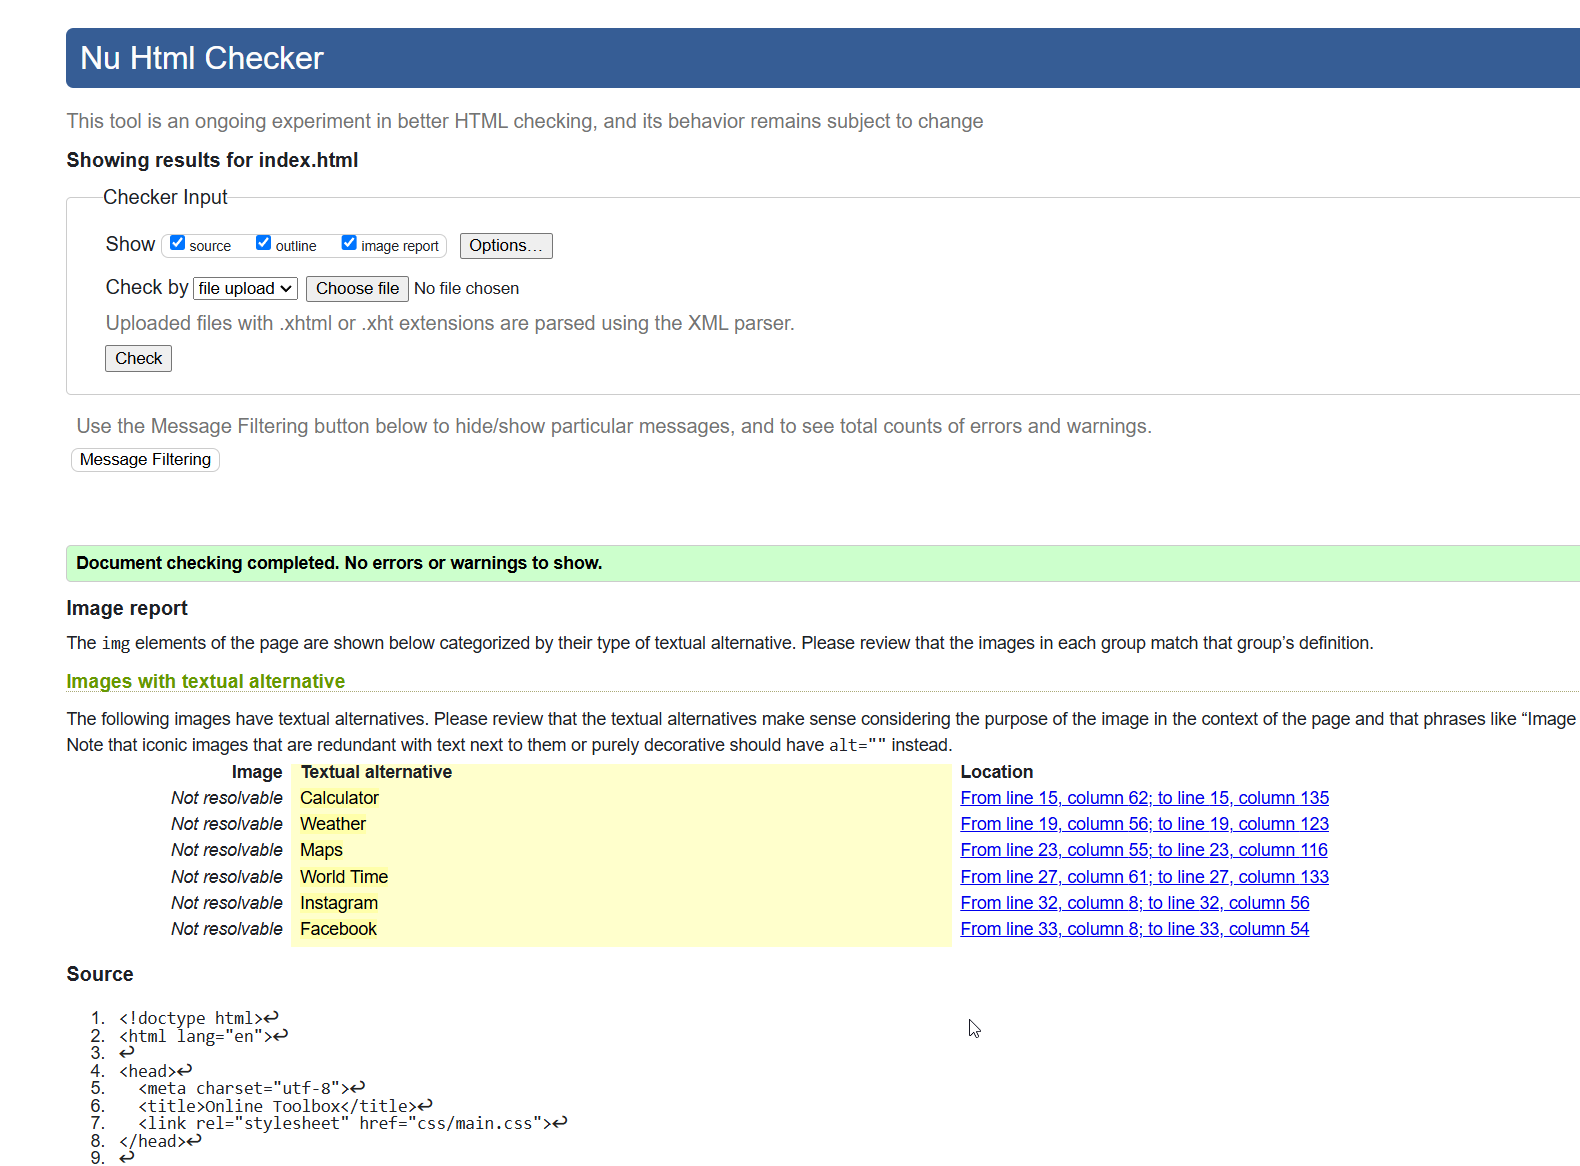 Nu Html Checker
This tool is an ongoing experiment in better HTML checking, and its behavior remains subject to change
Showing results for index.html
Checker Input
Show source outline image report Options…
Check by file upload Choose file No file chosen
Uploaded files with .xhtml or .xht extensions are parsed using the XML parser.
Check
Use the Message Filtering button below to hide/show particular messages, and to see total counts of errors and warnings.
Message Filtering
Document checking completed. No errors or warnings to show.
Image report
The img elements of the page are shown below categorized by their type of textual alternative. Please review that the images in each group match that group’s definition.
Images with textual alternative
The following images have textual alternatives. Please review that the textual alternatives make sense considering the purpose of the image in the context of the page and that phrases like “Image
Note that iconic images that are redundant with text next to them or purely decorative should have alt="" instead.
Image Textual alternative Location
Not resolvable Calculator From line 15, column 62; to line 15, column 135
Not resolvable Weather From line 19, column 56; to line 19, column 123
Not resolvable Maps From line 23, column 55; to line 23, column 116
Not resolvable World Time From line 27, column 61; to line 27, column 133
Not resolvable Instagram From line 32, column 8; to line 32, column 56
Not resolvable Facebook From line 33, column 8; to line 33, column 54
Source
1. <!doctype html>↩
2. <html lang="en">↩
3. ↩
4. <head>↩
5. <meta charset="utf-8">↩
6. <title>Online Toolbox</title>↩
7. <link rel="stylesheet" href="css/main.css">↩
8. </head>↩
9. ↩